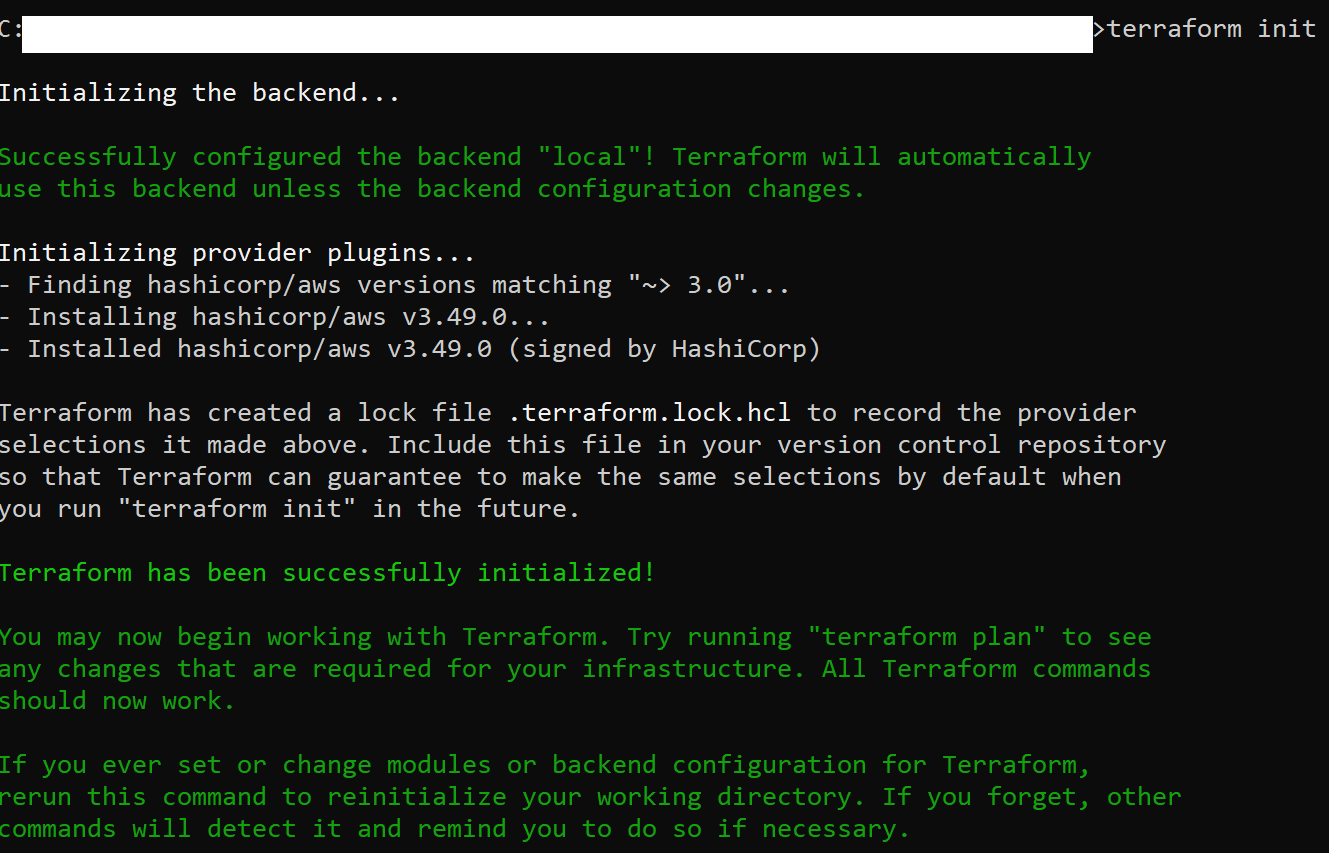 C:>terraform init
Initializing the backend...
Successfully configured the backend "local"! Terraform will automatically
use this backend unless the backend configuration changes.
Initializing provider plugins...
- Finding hashicorp/aws versions matching "~> 3.0"...
- Installing hashicorp/aws v3.49.0...
- Installed hashicorp/aws v3.49.0 (signed by HashiCorp)
Terraform has created a lock file .terraform.lock.hcl to record the provider
selections it made above. Include this file in your version control repository
so that Terraform can guarantee to make the same selections by default when
you run "terraform init" in the future.
Terraform has been successfully initialized!
You may now begin working with Terraform. Try running "terraform plan" to see
any changes that are required for your infrastructure. All Terraform commands
should now work.
If you ever set or change modules or backend configuration for Terraform,
rerun this command to reinitialize your working directory. If you forget, other
commands will detect it and remind you to do so if necessary.